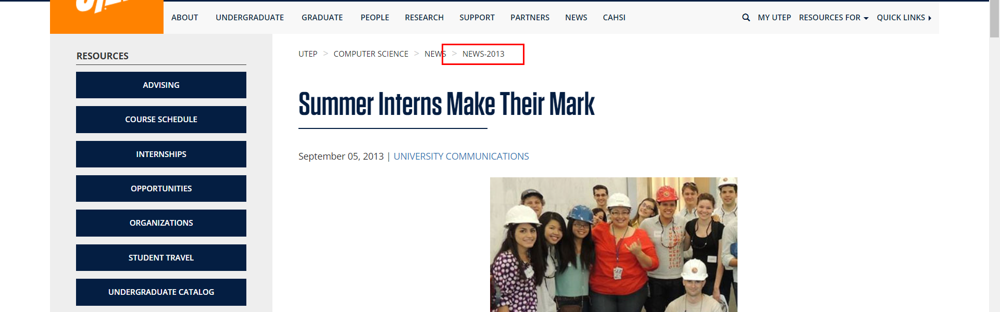 ABOUT UNDERGRADUATE GRADUATE PEOPLE RESEARCH SUPPORT PARTNERS NEWS CAHSI MY UTEP RESOURCES FOR QUICK LINKS
UTEP > COMPUTER SCIENCE > NEWS > NEWS-2013
RESOURCES
ADVISING
COURSE SCHEDULE
INTERNSHIPS
OPPORTUNITIES
ORGANIZATIONS
STUDENT TRAVEL
UNDERGRADUATE CATALOG
Summer Interns Make Their Mark
September 05, 2013 | UNIVERSITY COMMUNICATIONS